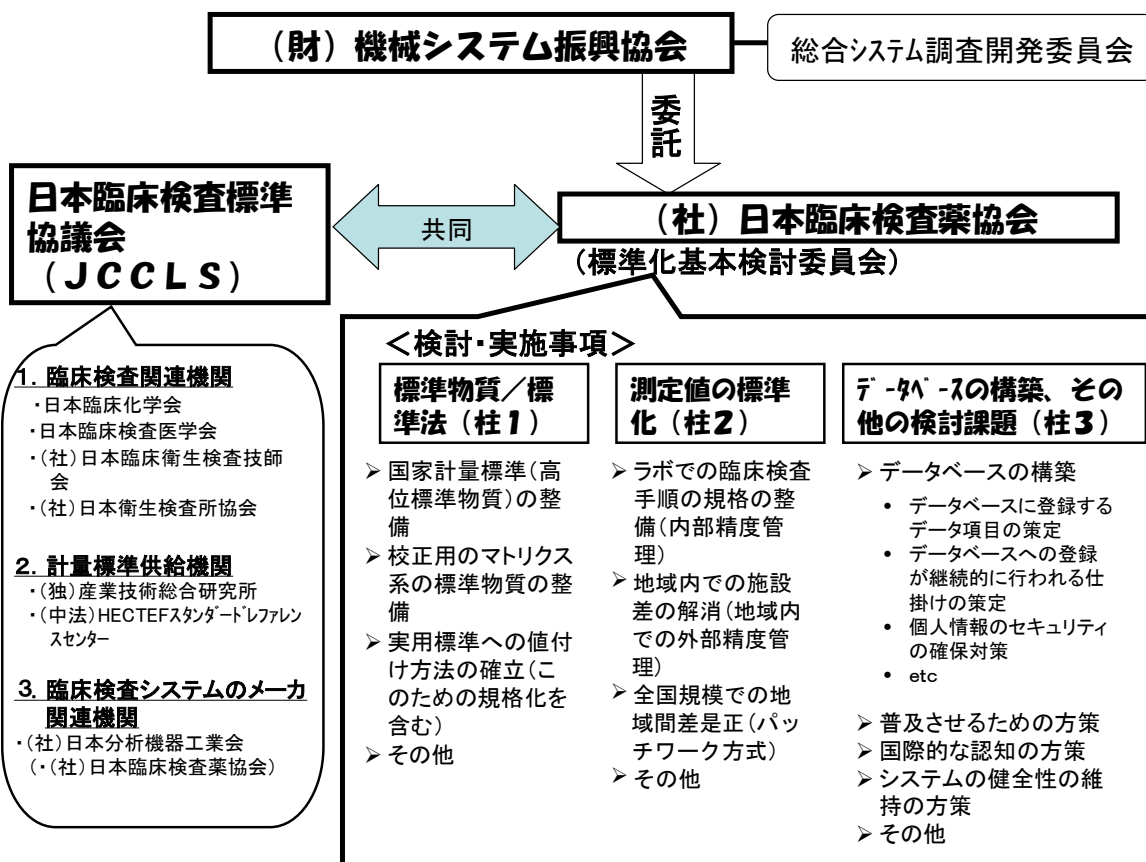 （財）機械システム振興協会
総合システム調査開発委員会
委
託
日本臨床検査標準
協議会
（ＪＣＣＬＳ）
共同
（社）日本臨床検査薬協会
（標準化基本検討委員会）
1. 臨床検査関連機関
・日本臨床化学会
・日本臨床検査医学会
・（社）日本臨床衛生検査技師
会
・（社）日本衛生検査所協会
2. 計量標準供給機関
・（独）産業技術総合研究所
・（中法）HECTEFスタンダードレファレン
スセンター
3. 臨床検査システムのメーカ
関連機関
・（社）日本分析機器工業会
（・（社）日本臨床検査薬協会）
＜検討・実施事項＞
標準物質／標
準法（柱１）
➢ 国家計量標準（高
位標準物質）の整
備
➢ 校正用のマトリクス
系の標準物質の整
備
➢ 実用標準への値付
け方法の確立（こ
のための規格化を
含む）
➢ その他
測定値の標準
化（柱２）
➢ ラボでの臨床検査
手順の規格の整
備（内部精度管
理）
➢ 地域内での施設
差の解消（地域内
での外部精度管
理）
➢ 全国規模での地
域間差是正（パッ
チワーク方式）
➢ その他
データベースの構築、その
他の検討課題（柱３）
➢ データベースの構築
• データベースに登録する
データ項目の策定
• データベースへの登録
が継続的に行われる仕
掛けの策定
• 個人情報のセキュリティ
の確保対策
• etc
➢ 普及させるための方策
➢ 国際的な認知の方策
➢ システムの健全性の維
持の方策
➢ その他